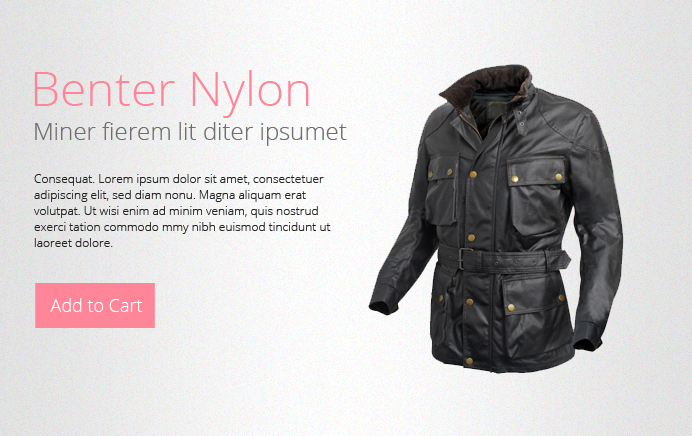 Benter Nylon
Miner fierem lit diter ipsumet
Consequat. Lorem ipsum dolor sit amet, consectetuer
adipiscing elit, sed diam nonu. Magna aliquam erat
volutpat. Ut wisi enim ad minim veniam, quis nostrud
exerci tation commodo mmy nibh euismod tincidunt ut
laoreet dolore.
Add to Cart